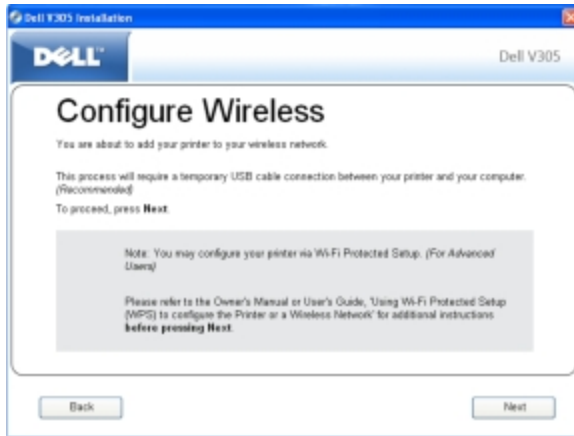 Dell V305 Installation
DELL™
Dell V305
Configure Wireless
You are about to add your printer to your wireless network.
This process will require a temporary USB cable connection between your printer and your computer.
(Recommended)
To proceed, press Next.
Note: You may configure your printer via Wi-Fi Protected Setup. (For Advanced
Users)
Please refer to the Owner's Manual or User's Guide, 'Using Wi-Fi Protected Setup
(WPS) to configure the Printer or a Wireless Network' for additional instructions
before pressing Next.
Back
Next